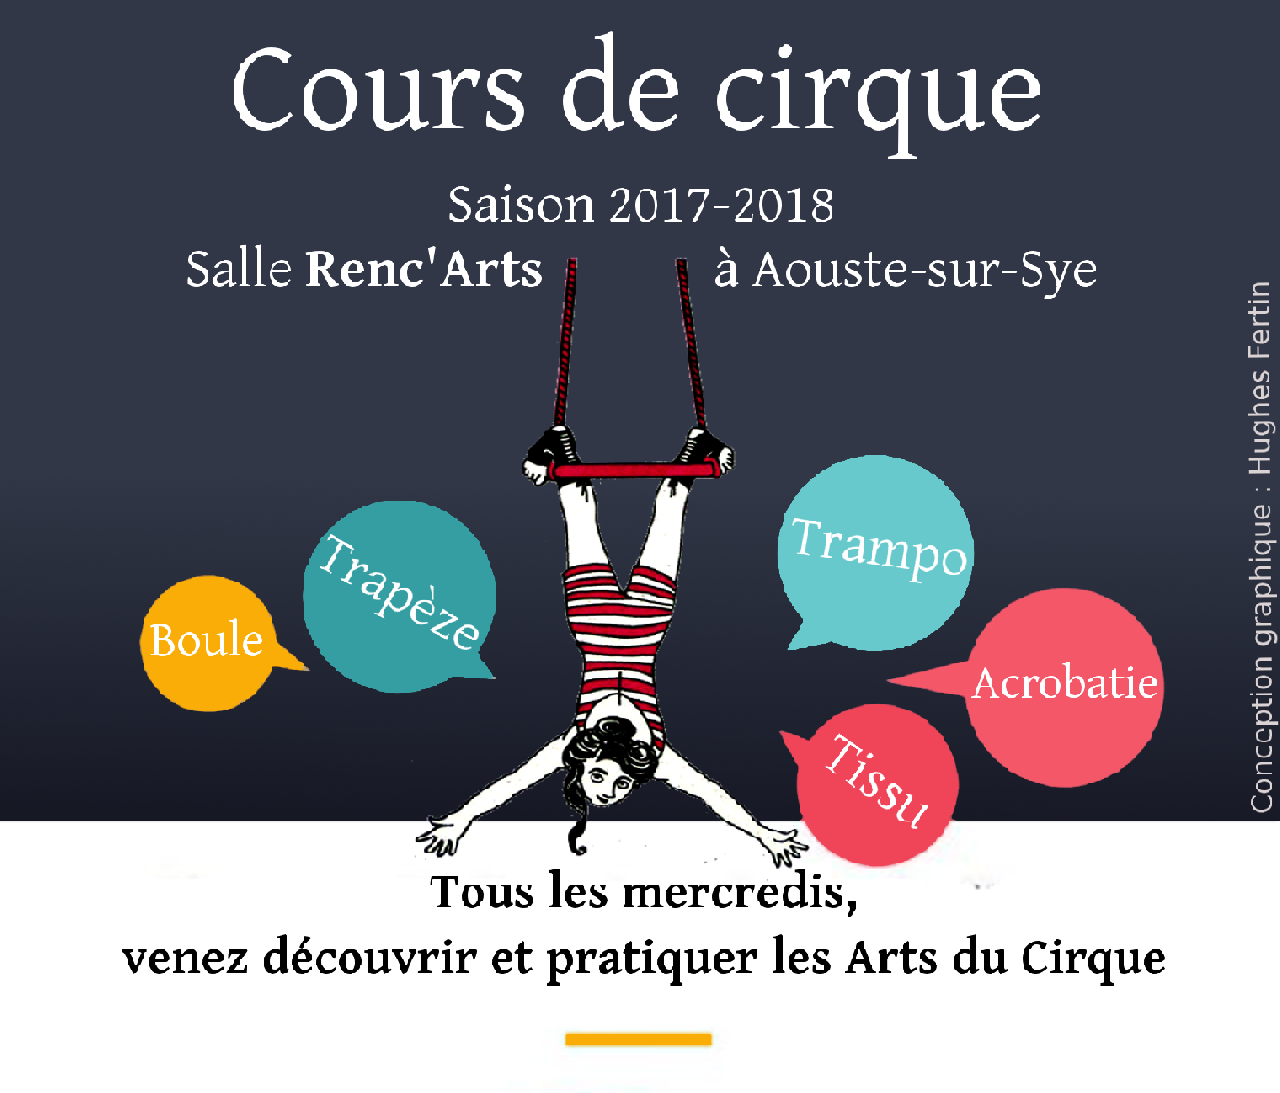 Cours de cirque
Saison 2017-2018
Salle Renc'Arts à Aouste-sur-Sye
Boule
Trapèze
Trampo
Acrobatie
Tissu
Tous les mercredis,
venez découvrir et pratiquer les Arts du Cirque
Conception graphique : Hughes Fertin